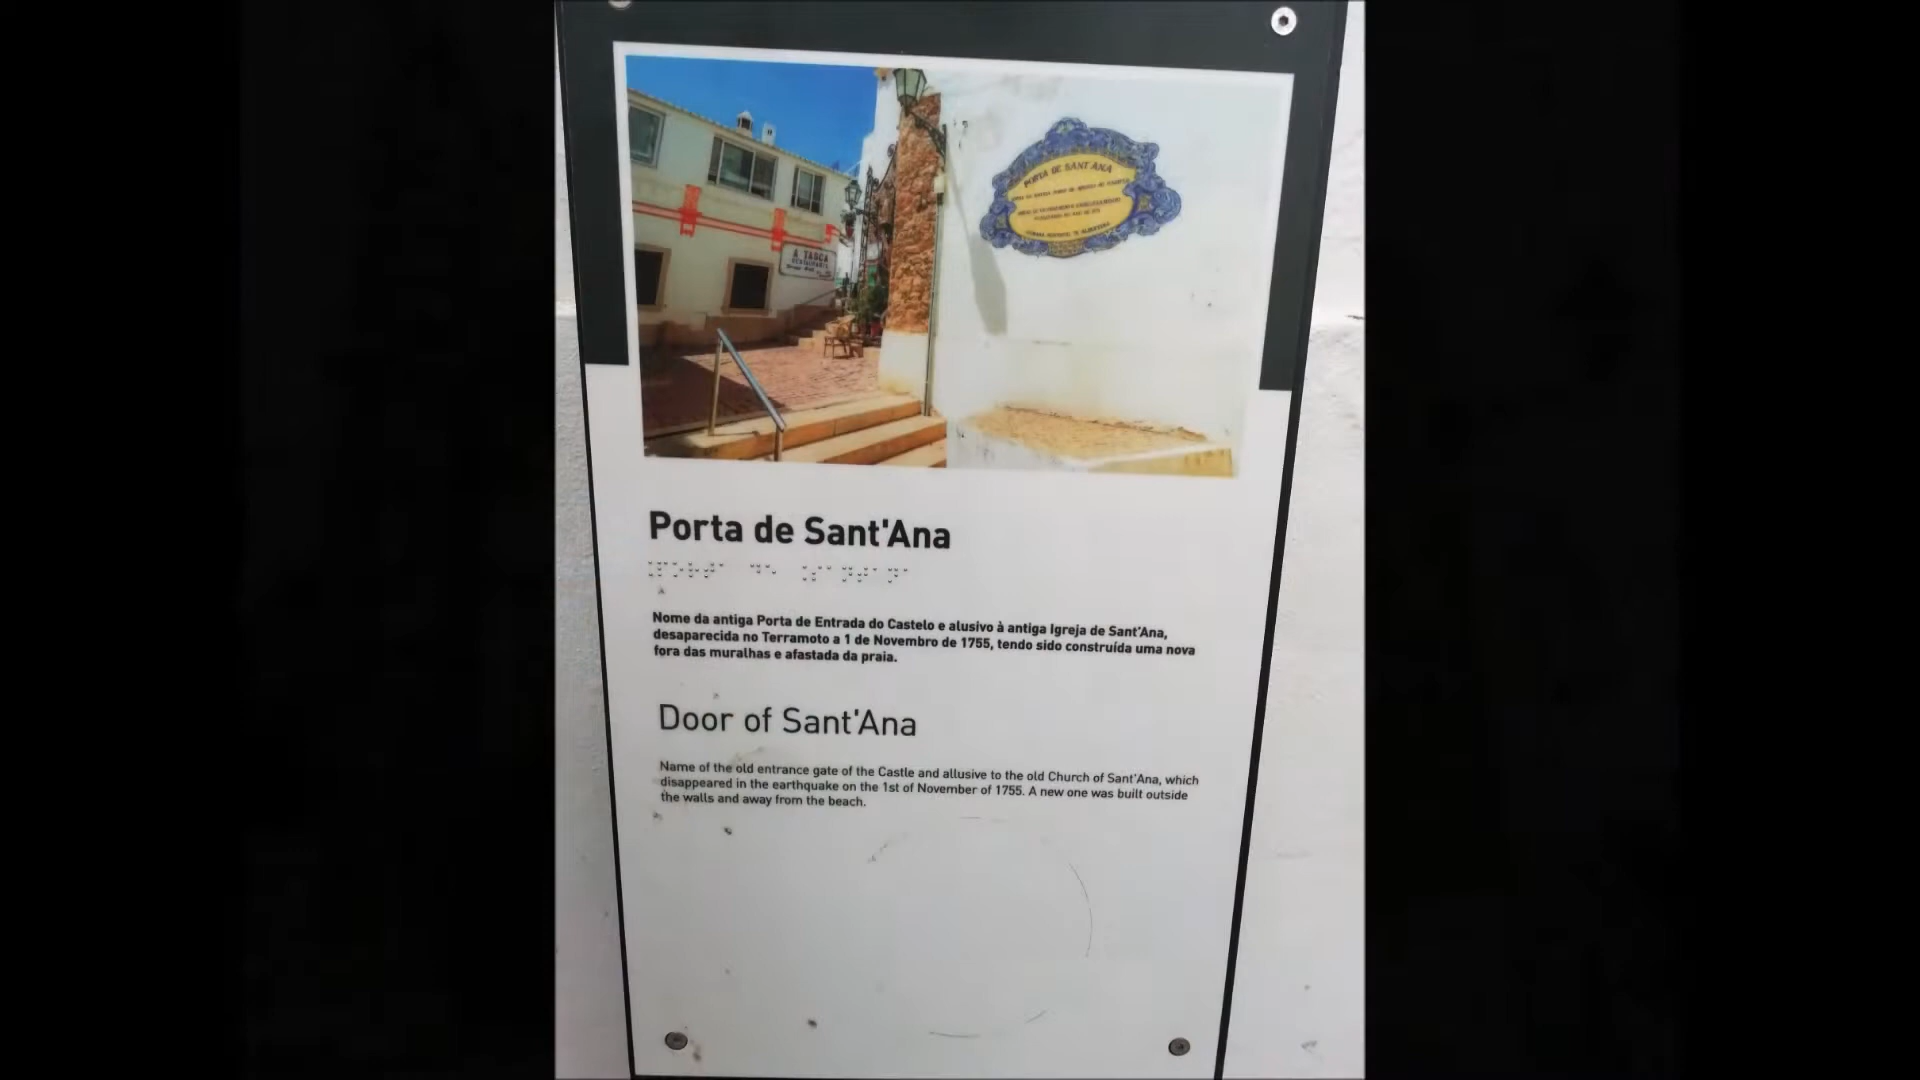 PORTA DE SANT'ANA
A TASCA
RESTAURANTE
Porta de Sant'Ana
Nome da antiga Porta de Entrada do Castelo e alusivo à antiga Igreja de Sant'Ana,
desaparecida no Terramoto a 1 de Novembro de 1755, tendo sido construída uma nova
fora das muralhas e afastada da praia.
Door of Sant'Ana
Name of the old entrance gate of the Castle and allusive to the old Church of Sant'Ana, which
disappeared in the earthquake on the 1st of November of 1755. A new one was built outside
the walls and away from the beach.